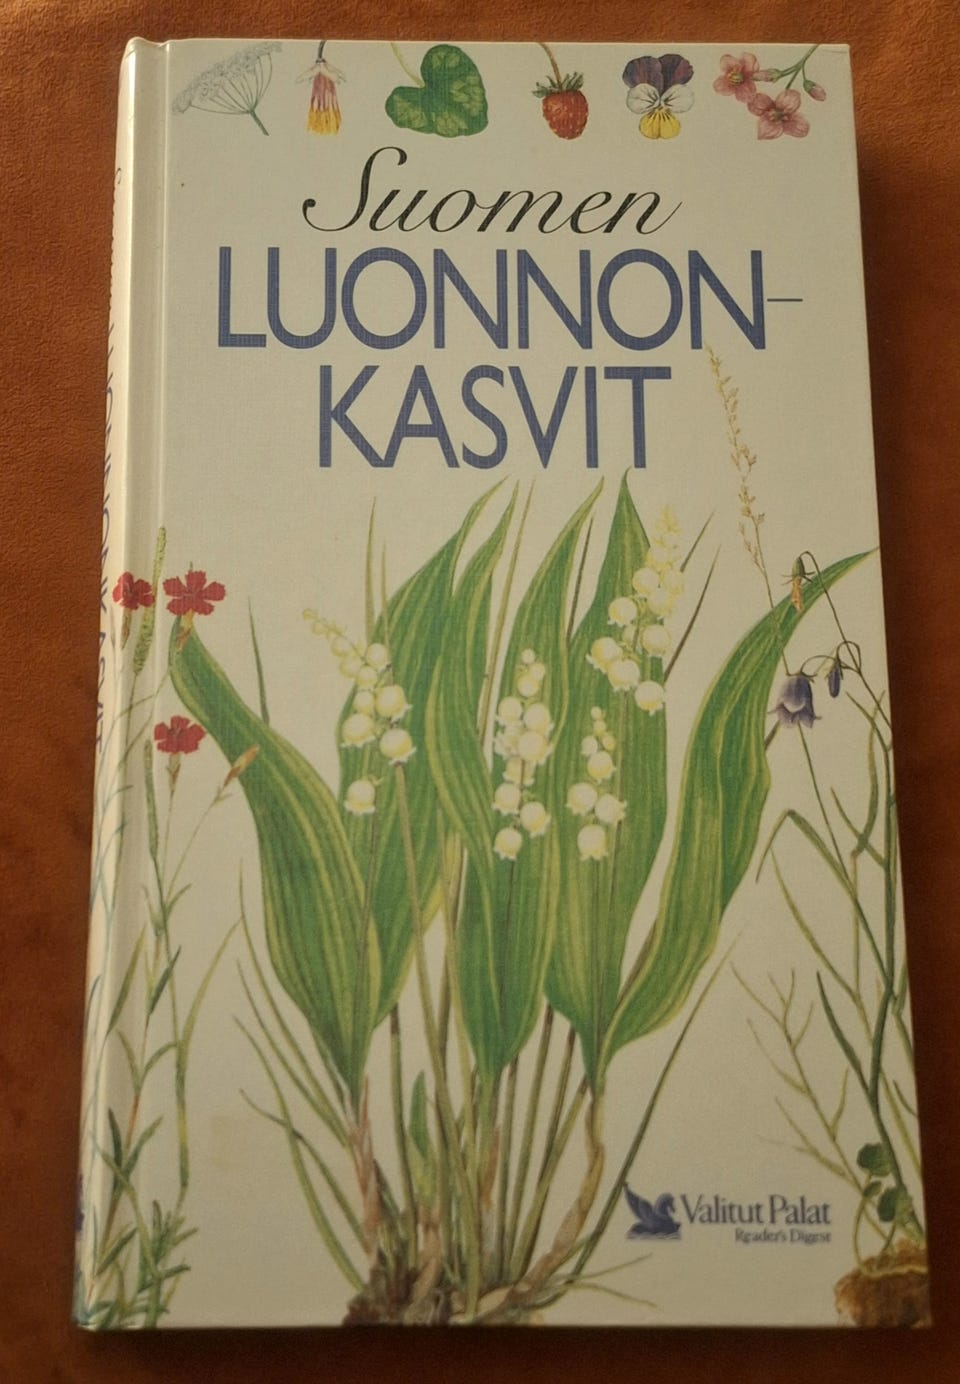 Suomen
LUONNON-
KASVIT
Valitut Palat
Reader's Digest